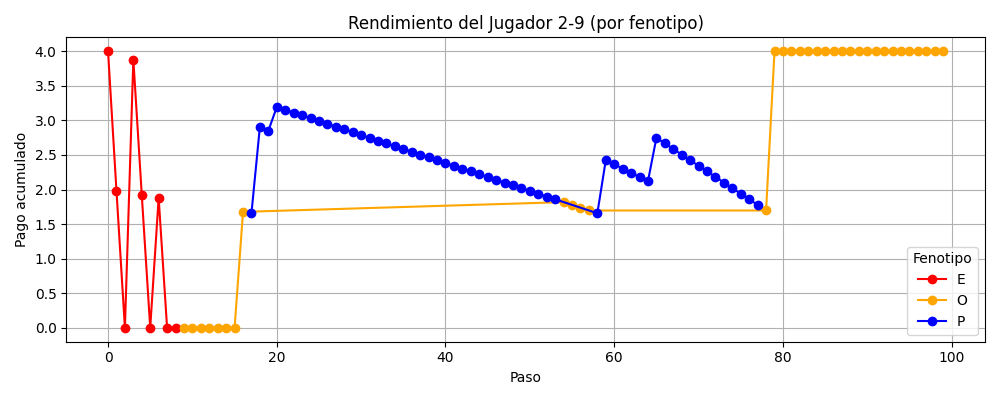 Rendimiento del Jugador 2-9 (por fenotipo)
Pago acumulado
4.0
3.5
3.0
2.5
2.0
1.5
1.0
0.5
0.0
Fenotipo
E
O
P
0 20 40 60 80 100
Paso